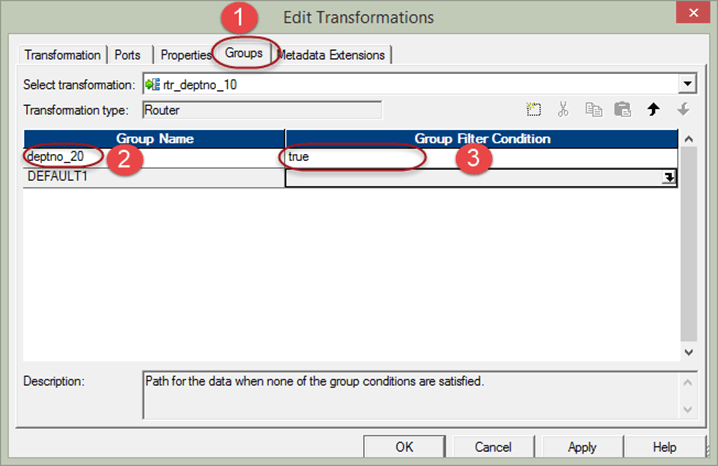 Edit Transformations
1
Transformation Ports Properties Groups Metadata Extensions
Select transformation: rtr_deptno_10
Transformation type: Router
Group Name Group Filter Condition
deptno_20 2 true 3
DEFAULT1
Description: Path for the data when none of the group conditions are satisfied.
OK Cancel Apply Help